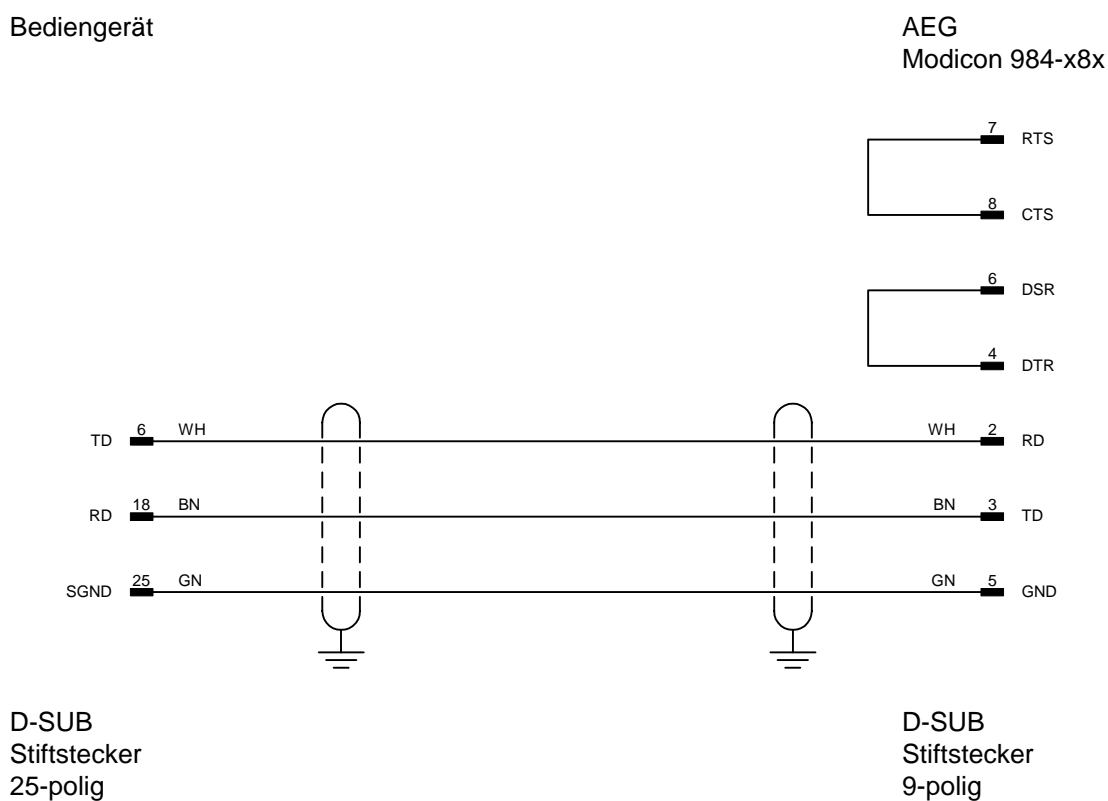 Bediengerät
AEG
Modicon 984-x8x
7 RTS
8 CTS
6 DSR
4 DTR
TD 6 WH WH 2 RD
RD 18 BN BN 3 TD
SGND 25 GN GN 5 GND
D-SUB
Stiftstecker
25-polig
D-SUB
Stiftstecker
9-polig